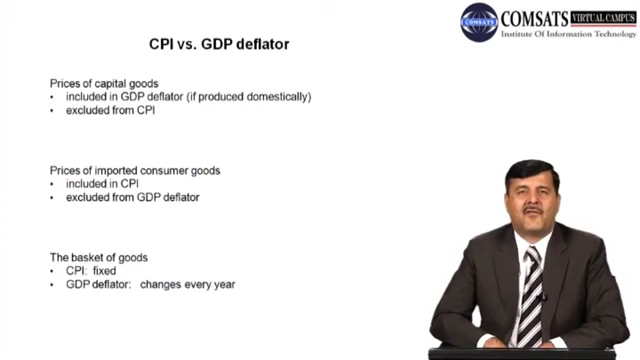 COMSATS VIRTUAL CAMPUS
Institute Of Information Technology
CPI vs. GDP deflator
Prices of capital goods
• included in GDP deflator (if produced domestically)
• excluded from CPI
Prices of imported consumer goods
• included in CPI
• excluded from GDP deflator
The basket of goods
• CPI: fixed
• GDP deflator: changes every year